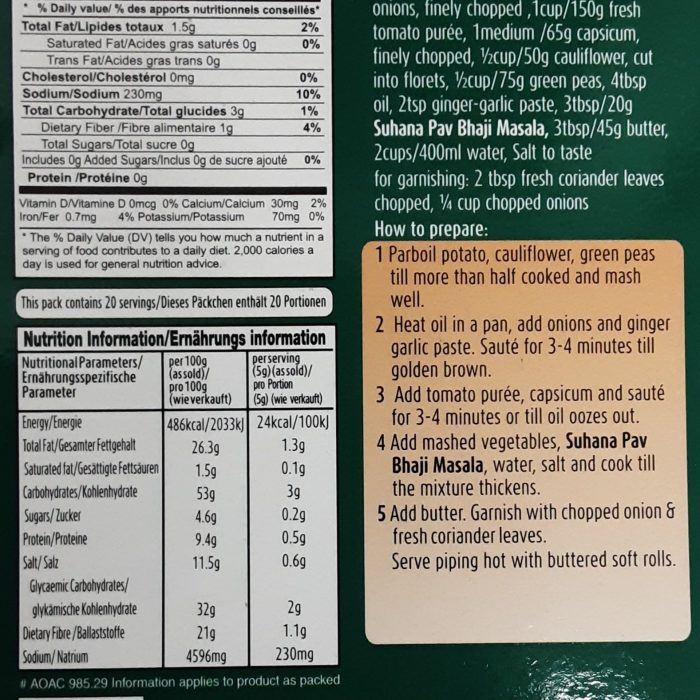 * % Daily value/ % des apports nutritionnels conseillés*
Total Fat/Lipides totaux 1.5g 2%
Saturated Fat/Acides gras saturés 0g 0%
Trans Fat/Acides gras trans 0g
Cholesterol/Cholestérol 0mg 0%
Sodium/Sodium 230mg 10%
Total Carbohydrate/Total glucides 3g 1%
Dietary Fiber /Fibre alimentaire 1g 4%
Total Sugars/Total sucre 0g
Includes 0g Added Sugars/Inclus 0g de sucre ajouté 0%
Protein /Protéine 0g
Vitamin D/Vitamine D 0mcg 0% Calcium/Calcium 30mg 2%
Iron/Fer 0.7mg 4% Potassium/Potassium 70mg 0%
* The % Daily Value (DV) tells you how much a nutrient in a
serving of food contributes to a daily diet. 2,000 calories a
day is used for general nutrition advice.
This pack contains 20 servings/Dieses Päckchen enthält 20 Portionen
Nutrition Information/Ernährungs information
Nutritional Parameters/
Ernährungsspezifische
Parameter
per 100g
(as sold)/
pro 100g
(wie verkauft)
per serving
(5g) (as sold)/
pro Portion
(5g) (wie verkauft)
Energy/Energie 486kcal/2033kJ 24kcal/100kJ
Total Fat/Gesamter Fettgehalt 26.3g 1.3g
Saturated fat/Gesättigte Fettsäuren 1.5g 0.1g
Carbohydrates/Kohlenhydrate 53g 3g
Sugars/ Zucker 4.6g 0.2g
Protein/Proteine 9.4g 0.5g
Salt/ Salz 11.5g 0.6g
Glycaemic Carbohydrates/
glykämische Kohlenhydrate 32g 2g
Dietary Fibre /Ballaststoffe 21g 1.1g
Sodium/ Natrium 4596mg 230mg
# AOAC 985.29 Information applies to product as packed
onions, finely chopped ,1cup/150g fresh
tomato purée, 1medium /65g capsicum,
finely chopped, ½cup/50g cauliflower, cut
into florets, ½cup/75g green peas, 4tbsp
oil, 2tsp ginger-garlic paste, 3tbsp/20g
Suhana Pav Bhaji Masala, 3tbsp/45g butter,
2cups/400ml water, Salt to taste
for garnishing: 2 tbsp fresh coriander leaves
chopped, ¼ cup chopped onions
How to prepare:
1 Parboil potato, cauliflower, green peas
till more than half cooked and mash
well.
2 Heat oil in a pan, add onions and ginger
garlic paste. Sauté for 3-4 minutes till
golden brown.
3 Add tomato purée, capsicum and sauté
for 3-4 minutes or till oil oozes out.
4 Add mashed vegetables, Suhana Pav
Bhaji Masala, water, salt and cook till
the mixture thickens.
5 Add butter. Garnish with chopped onion &
fresh coriander leaves.
Serve piping hot with buttered soft rolls.